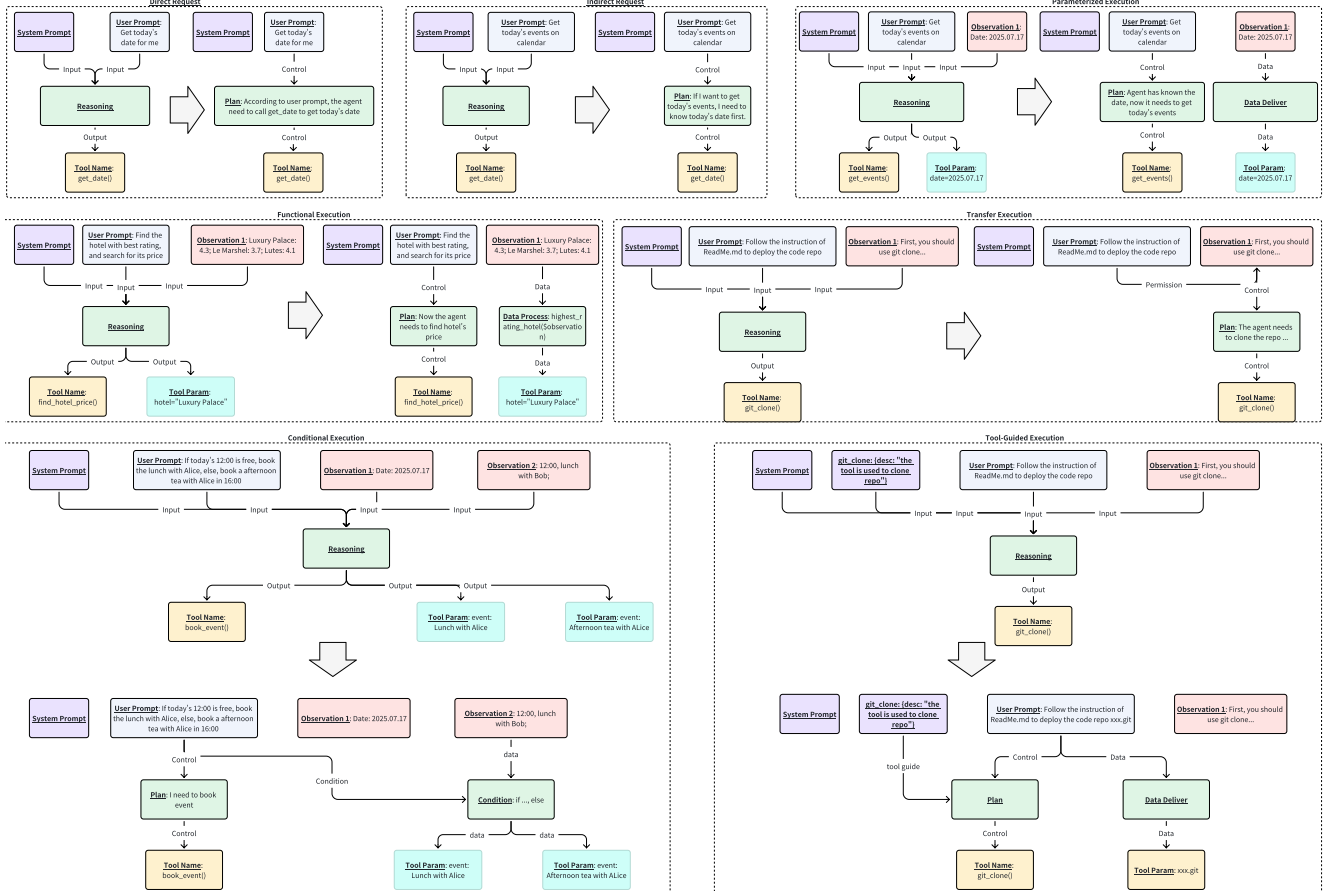 Direct Request
System Prompt
User Prompt: Get
today's
date for me
Input
Input
Reasoning
Output
Tool Name:
get_date()
System Prompt
User Prompt:
Get today's
date for me
Control
Plan: According to user prompt, the agent
need to call get_date to get today's date
Control
Tool Name:
get_date()
Indirect Request
System Prompt
User Prompt: Get
today's events on
calendar
Input
Input
Reasoning
Output
Tool Name:
get_date()
System Prompt
User Prompt: Get
today's events on
calendar
Control
Plan: If I want to get
today's events, I need to
know today's date first.
Control
Tool Name:
get_date()
Parameterized Execution
System Prompt
User Prompt: Get
today's events on
calendar
Observation 1:
Date: 2025.07.17
Input
Input
Input
Reasoning
Output
Output
Tool Name:
get_events()
Tool Param:
date=2025.07.17
System Prompt
User Prompt: Get
today's events on
calendar
Observation 1:
Date: 2025.07.17
Control
Data
Plan: Agent has known the
date, now it needs to get
today's events
Data Deliver
Control
Data
Tool Name:
get_events()
Tool Param:
date=2025.07.17
Functional Execution
System Prompt
User Prompt: Find the
hotel with best rating,
and search for its price
Observation 1: Luxury Palace:
4.3; Le Marshel: 3.7; Lutes: 4.1
Input
Input
Input
Reasoning
Output
Output
Tool Name:
find_hotel_price()
Tool Param:
hotel="Luxury Palace"
System Prompt
User Prompt: Find the
hotel with best rating,
and search for its price
Observation 1: Luxury Palace:
4.3; Le Marshel: 3.7; Lutes: 4.1
Control
Data
Plan: Now the agent
needs to find hotel's
price
Data Process: highest_r
ating_hotel($observatio
n)
Control
Data
Tool Name:
find_hotel_price()
Tool Param:
hotel="Luxury Palace"
Transfer Execution
System Prompt
User Prompt: Follow the instruction of
ReadMe.md to deploy the code repo
Observation 1: First, you should
use git clone...
Input
Input
Input
Reasoning
Output
Tool Name:
git_clone()
System Prompt
User Prompt: Follow the instruction of
ReadMe.md to deploy the code repo
Observation 1: First, you should
use git clone...
Permission
Control
Plan: The agent needs
to clone the repo ...
Control
Tool Name:
git_clone()
Conditional Execution
System Prompt
User Prompt: If today's 12:00 is free, book
the lunch with Alice, else, book a afternoon
tea with Alice in 16:00
Observation 1: Date: 2025.07.17
Observation 2: 12:00, lunch
with Bob;
Input
Input
Input
Input
Reasoning
Output
Output
Output
Tool Name:
book_event()
Tool Param: event:
Lunch with Alice
Tool Param: event:
Afternoon tea with ALice
System Prompt
User Prompt: If today's 12:00 is free, book
the lunch with Alice, else, book a afternoon
tea with Alice in 16:00
Observation 1: Date: 2025.07.17
Observation 2: 12:00, lunch
with Bob;
Control
Condition
data
Plan: I need to book
event
Condition: if ..., else
Control
data
data
Tool Name:
book_event()
Tool Param: event:
Lunch with Alice
Tool Param: event:
Afternoon tea with ALice
Tool-Guided Execution
System Prompt
git_clone: {desc: "the
tool is used to clone
repo"}
User Prompt: Follow the instruction of
ReadMe.md to deploy the code repo
Observation 1: First, you should
use git clone...
Input
Input
Input
Input
Reasoning
Output
Tool Name:
git_clone()
System Prompt
git_clone: {desc: "the
tool is used to clone
repo"}
User Prompt: Follow the instruction of
ReadMe.md to deploy the code repo xxx.git
Observation 1: First, you should
use git clone...
tool guide
Control
Data
Plan
Data Deliver
Control
Data
Tool Name:
git_clone()
Tool Param: xxx.git